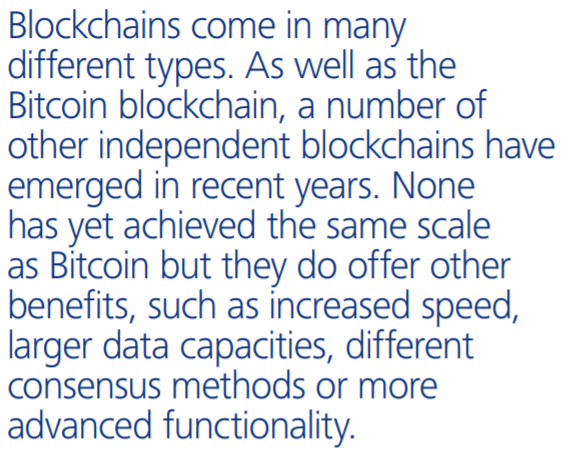 Blockchains come in many
different types. As well as the
Bitcoin blockchain, a number of
other independent blockchains have
emerged in recent years. None
has yet achieved the same scale
as Bitcoin but they do offer other
benefits, such as increased speed,
larger data capacities, different
consensus methods or more
advanced functionality.